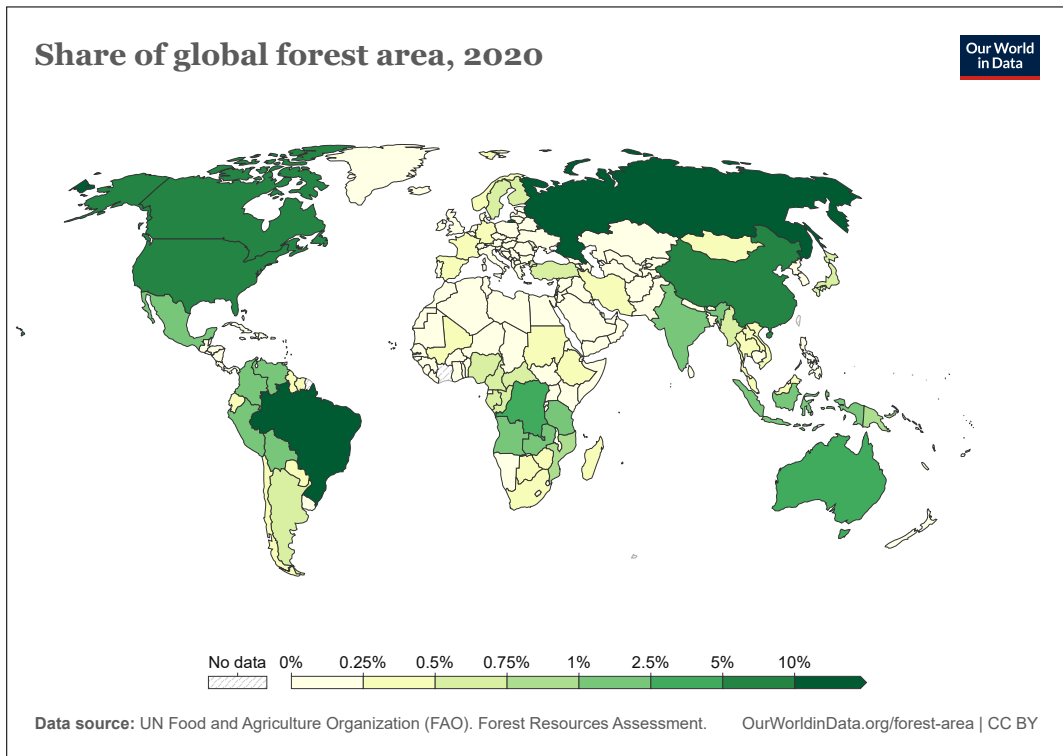 Share of global forest area, 2020
Our World
in Data
No data 0% 0.25% 0.5% 0.75% 1% 2.5% 5% 10%
Data source: UN Food and Agriculture Organization (FAO). Forest Resources Assessment. OurWorldinData.org/forest-area | CC BY